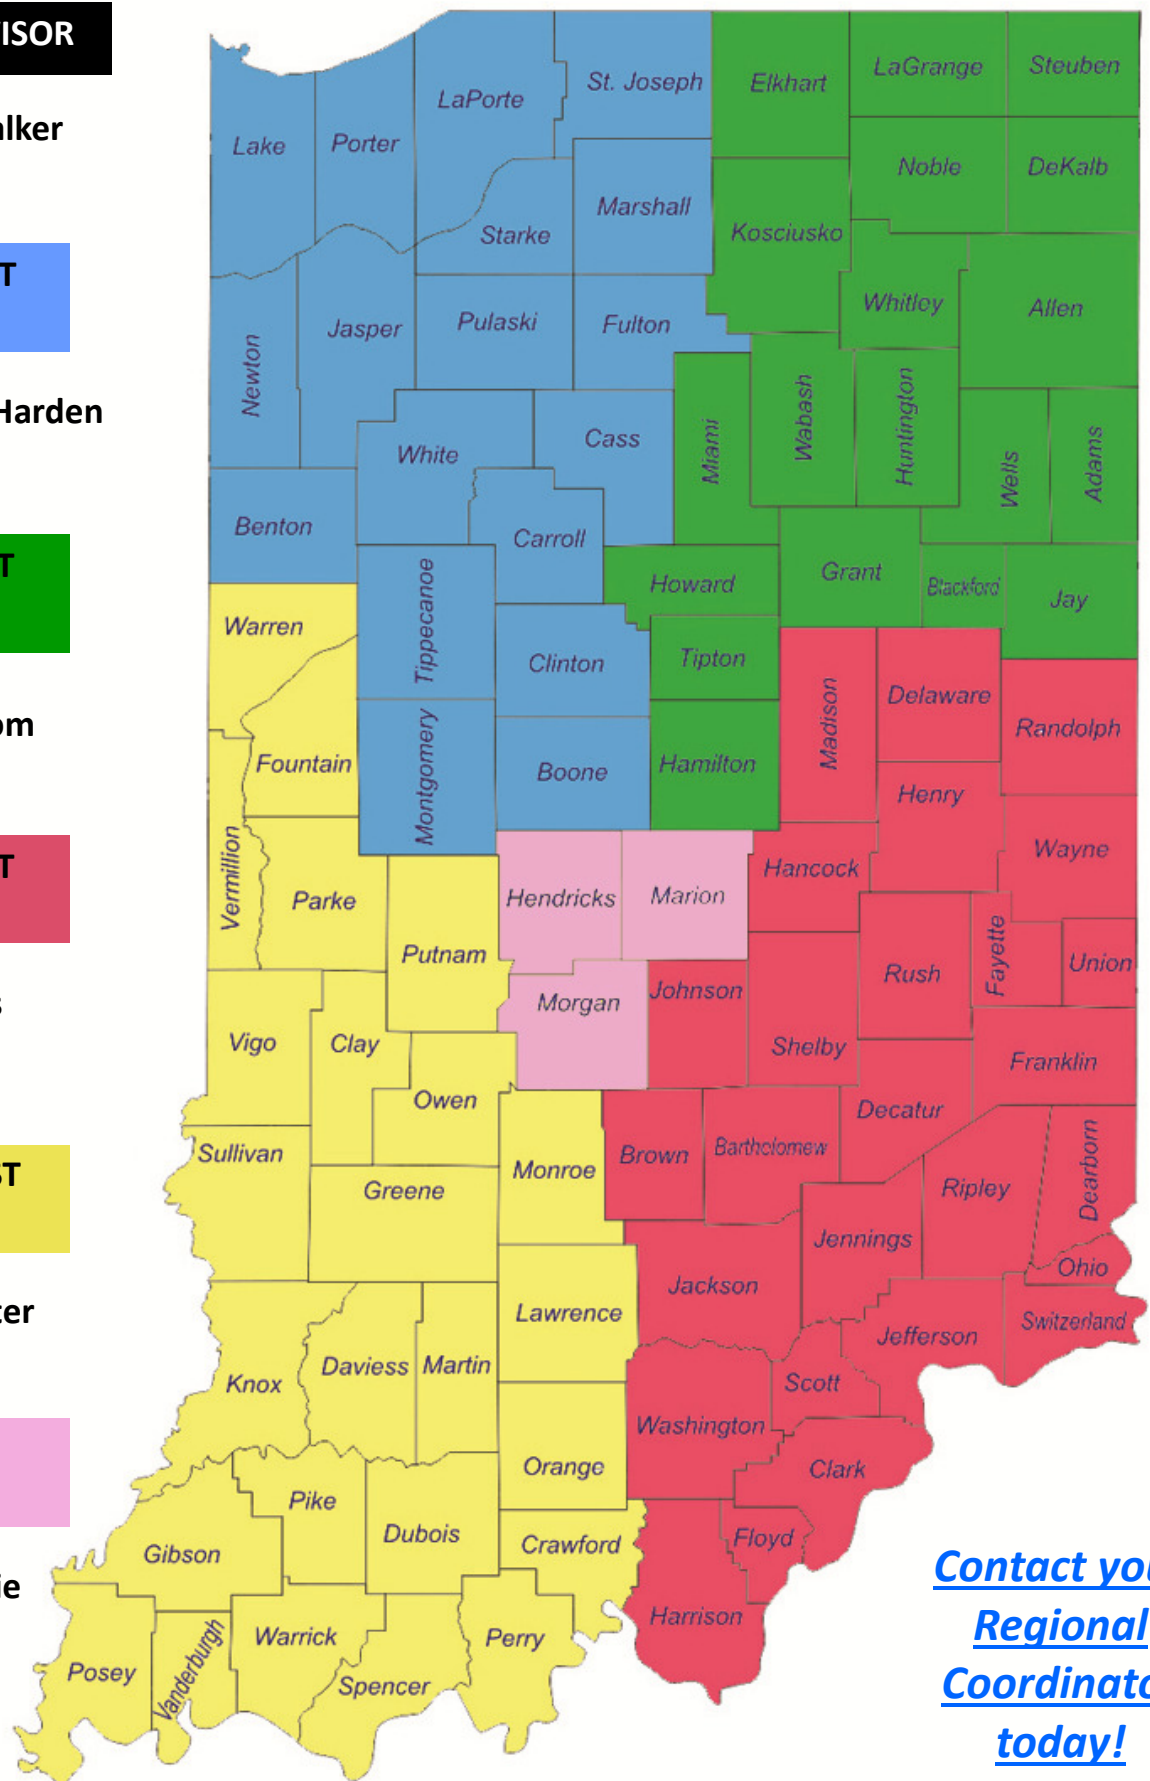 ISOR
lker
T
Harden
T
om
T
s
ST
ter
ie
St. Joseph
Elkhart
LaGrange
Steuben
LaPorte
Lake
Porter
Noble
DeKalb
Marshall
Starke
Kosciusko
Newton
Jasper
Pulaski
Fulton
Whitley
Allen
White
Cass
Miami
Wabash
Huntington
Wells
Adams
Benton
Carroll
Tippecanoe
Howard
Grant
Blackford
Jay
Warren
Clinton
Tipton
Madison
Delaware
Randolph
Fountain
Montgomery
Boone
Hamilton
Henry
Vermillion
Parke
Hendricks
Marion
Hancock
Wayne
Putnam
Morgan
Johnson
Rush
Fayette
Union
Vigo
Clay
Shelby
Franklin
Owen
Decatur
Sullivan
Greene
Monroe
Brown
Bartholomew
Ripley
Dearborn
Jennings
Jackson
Ohio
Lawrence
Jefferson
Switzerland
Knox
Daviess
Martin
Scott
Washington
Orange
Clark
Pike
Dubois
Crawford
Floyd
Gibson
Harrison
Posey
Vanderburgh
Warrick
Spencer
Perry
Contact you
Regional
Coordinato
today!